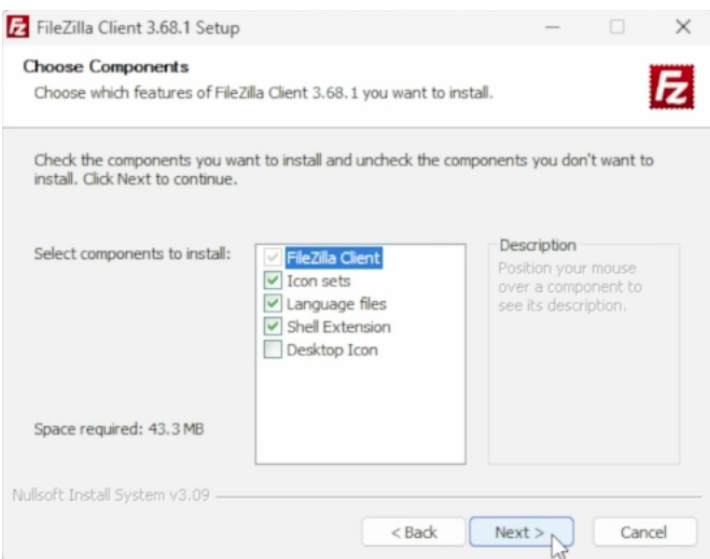 FileZilla Client 3.68.1 Setup
Choose Components
Choose which features of FileZilla Client 3.68.1 you want to install.
Fz
Check the components you want to install and uncheck the components you don't want to
install. Click Next to continue.
Select components to install:
FileZilla Client
Icon sets
Language files
Shell Extension
Desktop Icon
Description
Position your mouse
over a component to
see its description.
Space required: 43.3 MB
Nullsoft Install System v3.09
< Back
Next >
Cancel